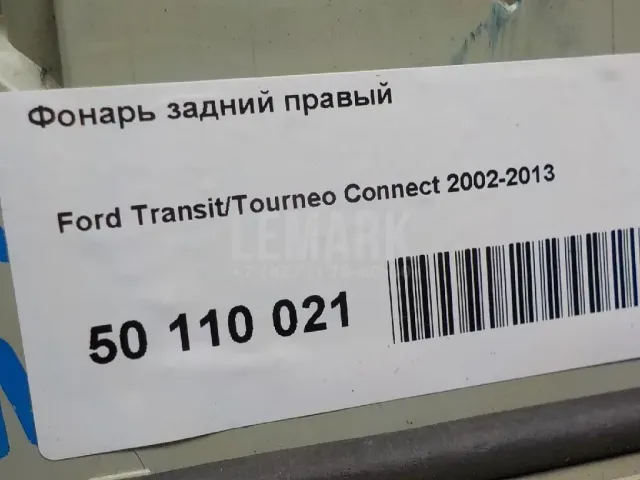 Фонарь задний правый
Ford Transit/Tourneo Connect 2002-2013
LEMARK
50 110 021